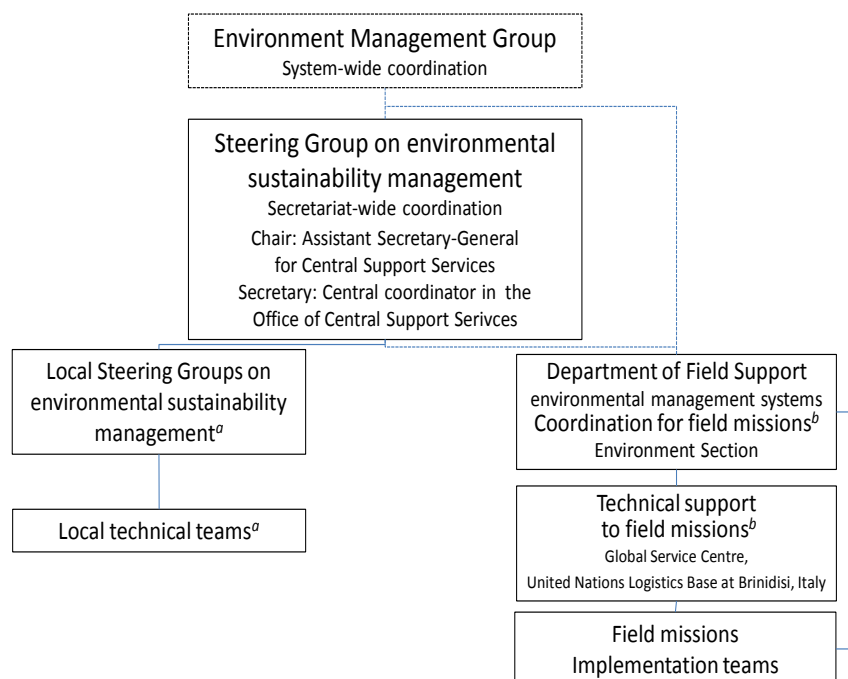 Environment Management Group
System-wide coordination
Steering Group on environmental
sustainability management
Secretariat-wide coordination
Chair: Assistant Secretary-General
for Central Support Services
Secretary: Central coordinator in the
Office of Central Support Serivces
Local Steering Groups on
environmental sustainability
managementᵃ
Local technical teamsᵃ
Department of Field Support
environmental management systems
Coordination for field missionsᵇ
Environment Section
Technical support
to field missionsᵇ
Global Service Centre,
United Nations Logistics Base at Brinidisi, Italy
Field missions
Implementation teams